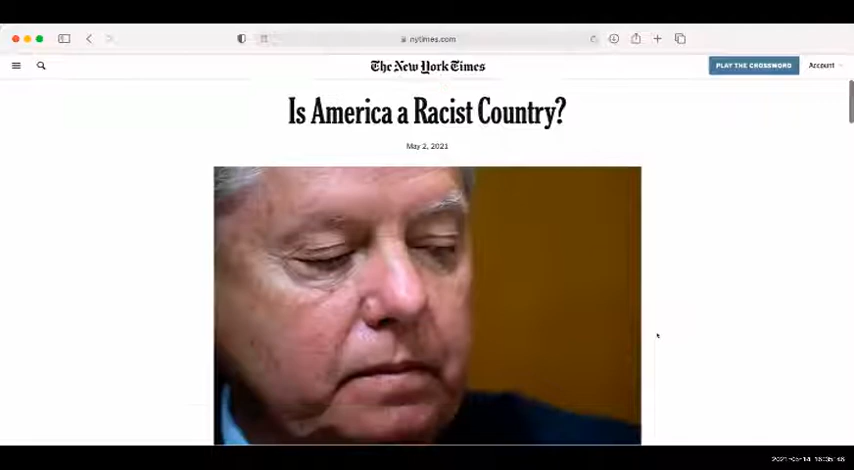 nytimes.com
The New York Times
PLAY THE CROSSWORD
Account
Is America a Racist Country?
May 2, 2021